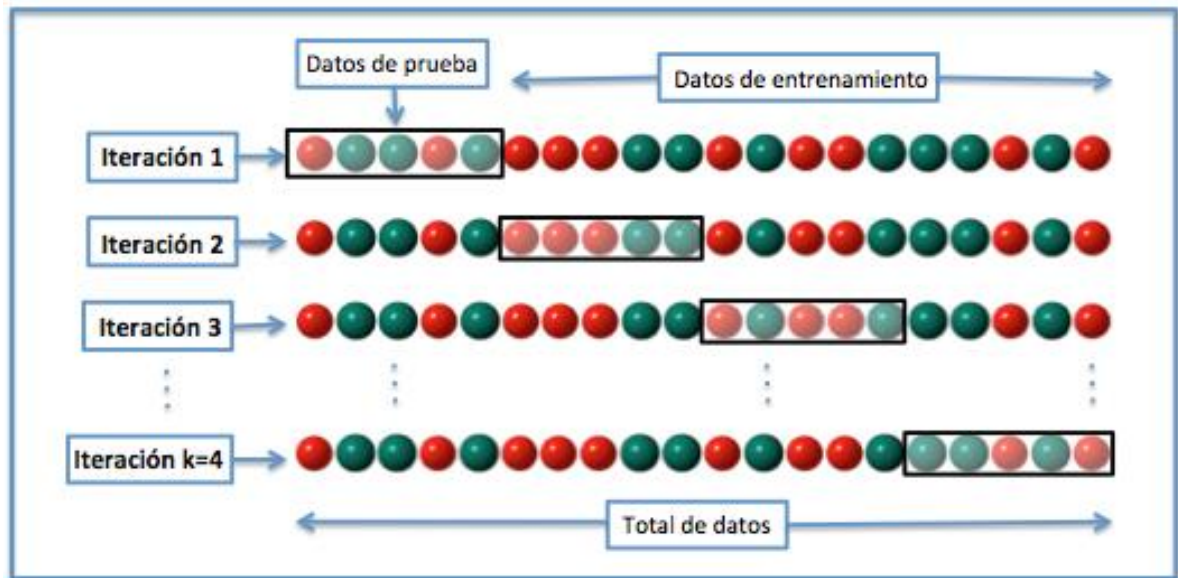 Datos de prueba
Datos de entrenamiento
Iteración 1
Iteración 2
Iteración 3
Iteración k=4
Total de datos